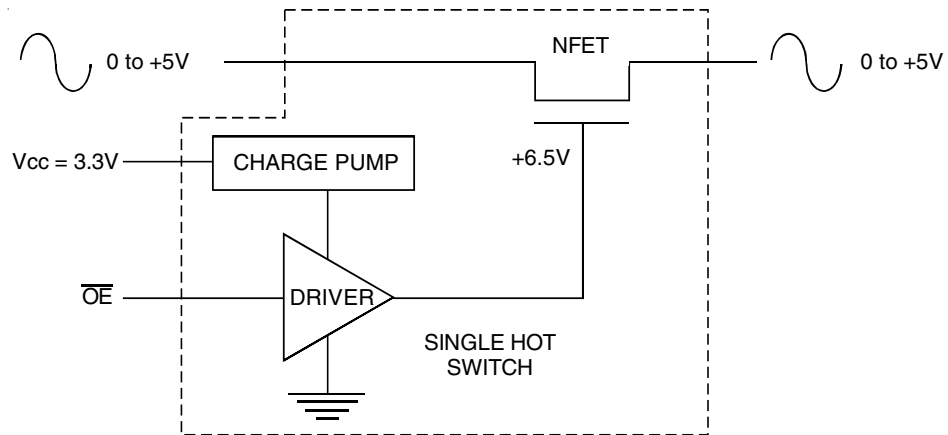 NFET
0 to +5V
0 to +5V
Vcc = 3.3V
CHARGE PUMP
+6.5V
OE
DRIVER
SINGLE HOT
SWITCH